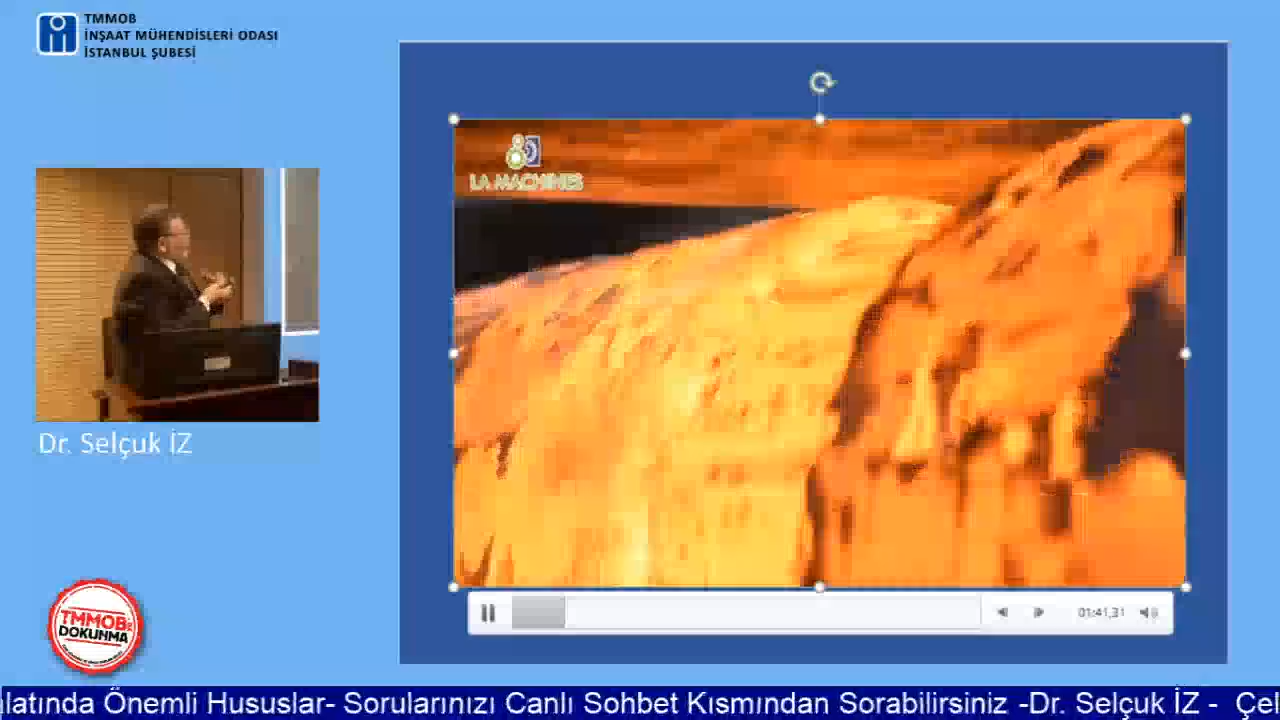 TMMOB
İNŞAAT MÜHENDİSLERİ ODASI
İSTANBUL ŞUBESİ
LA MACHINES
Dr. Selçuk İZ
TMMOB'a
DOKUNMA
01:41,31
latında Önemli Hususlar- Sorularınızı Canlı Sohbet Kısmından Sorabilirsiniz -Dr. Selçuk İZ - Çel